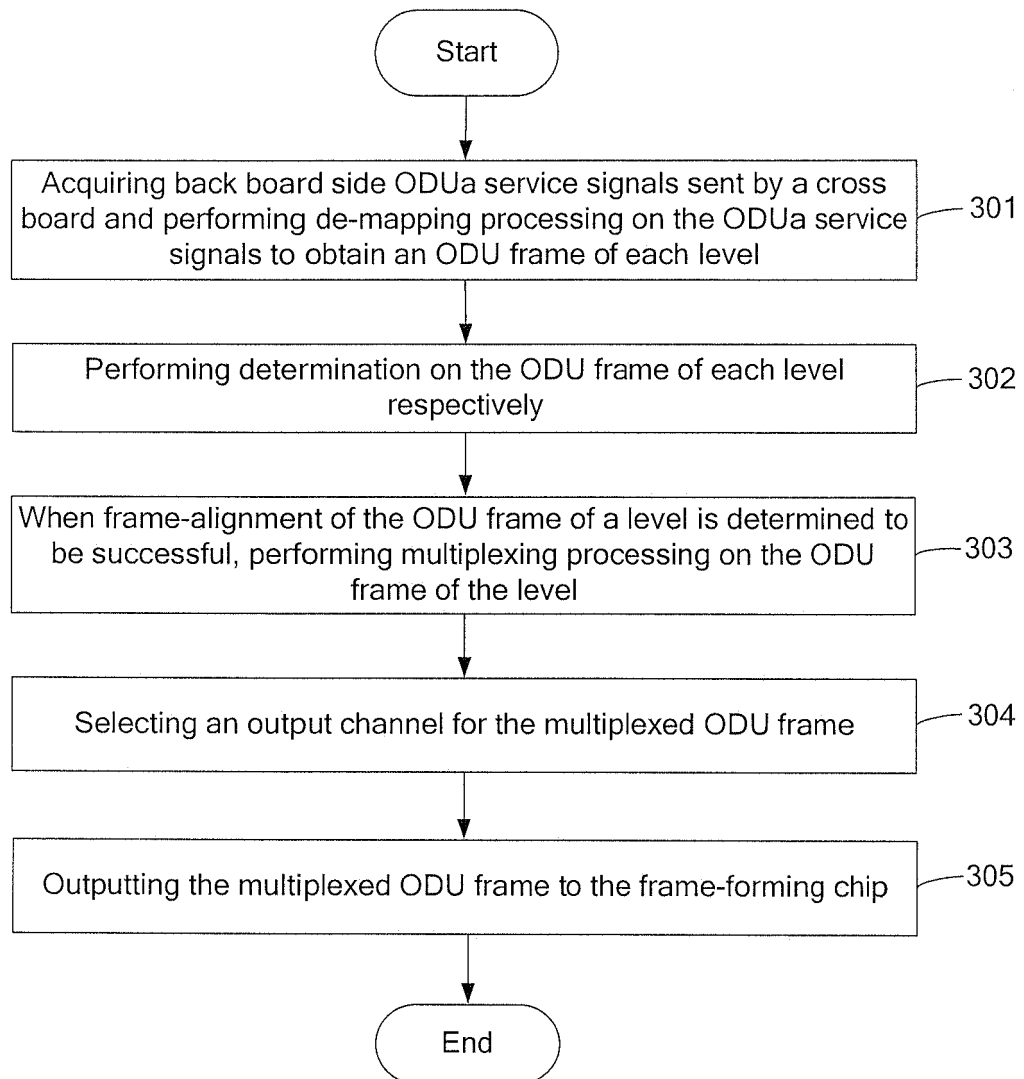 Start
Acquiring back board side ODUa service signals sent by a cross
board and performing de-mapping processing on the ODUa service
signals to obtain an ODU frame of each level
301
Performing determination on the ODU frame of each level
respectively
302
When frame-alignment of the ODU frame of a level is determined to
be successful, performing multiplexing processing on the ODU
frame of the level
303
Selecting an output channel for the multiplexed ODU frame
304
Outputting the multiplexed ODU frame to the frame-forming chip
305
End